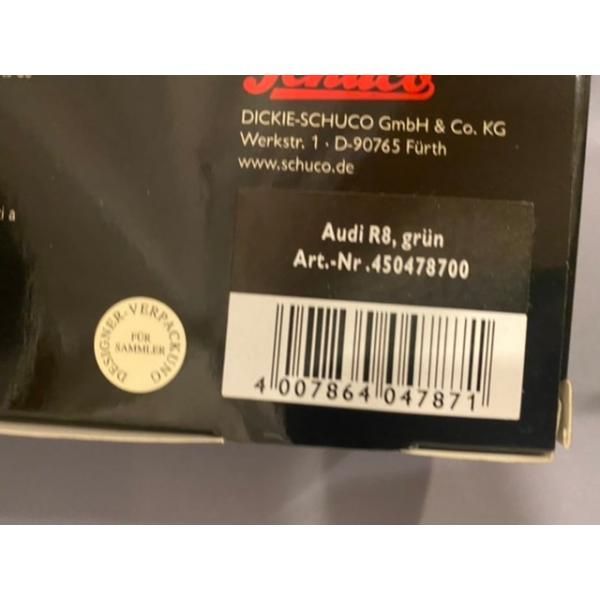 Schuco
DICKIE-SCHUCO GmbH & Co. KG
Werkstr. 1 · D-90765 Fürth
www.schuco.de
Audi R8, grün
Art.-Nr.450478700
4 007864 047871
DESIGNER-VERPACKUNG
FÜR
SAMMLER